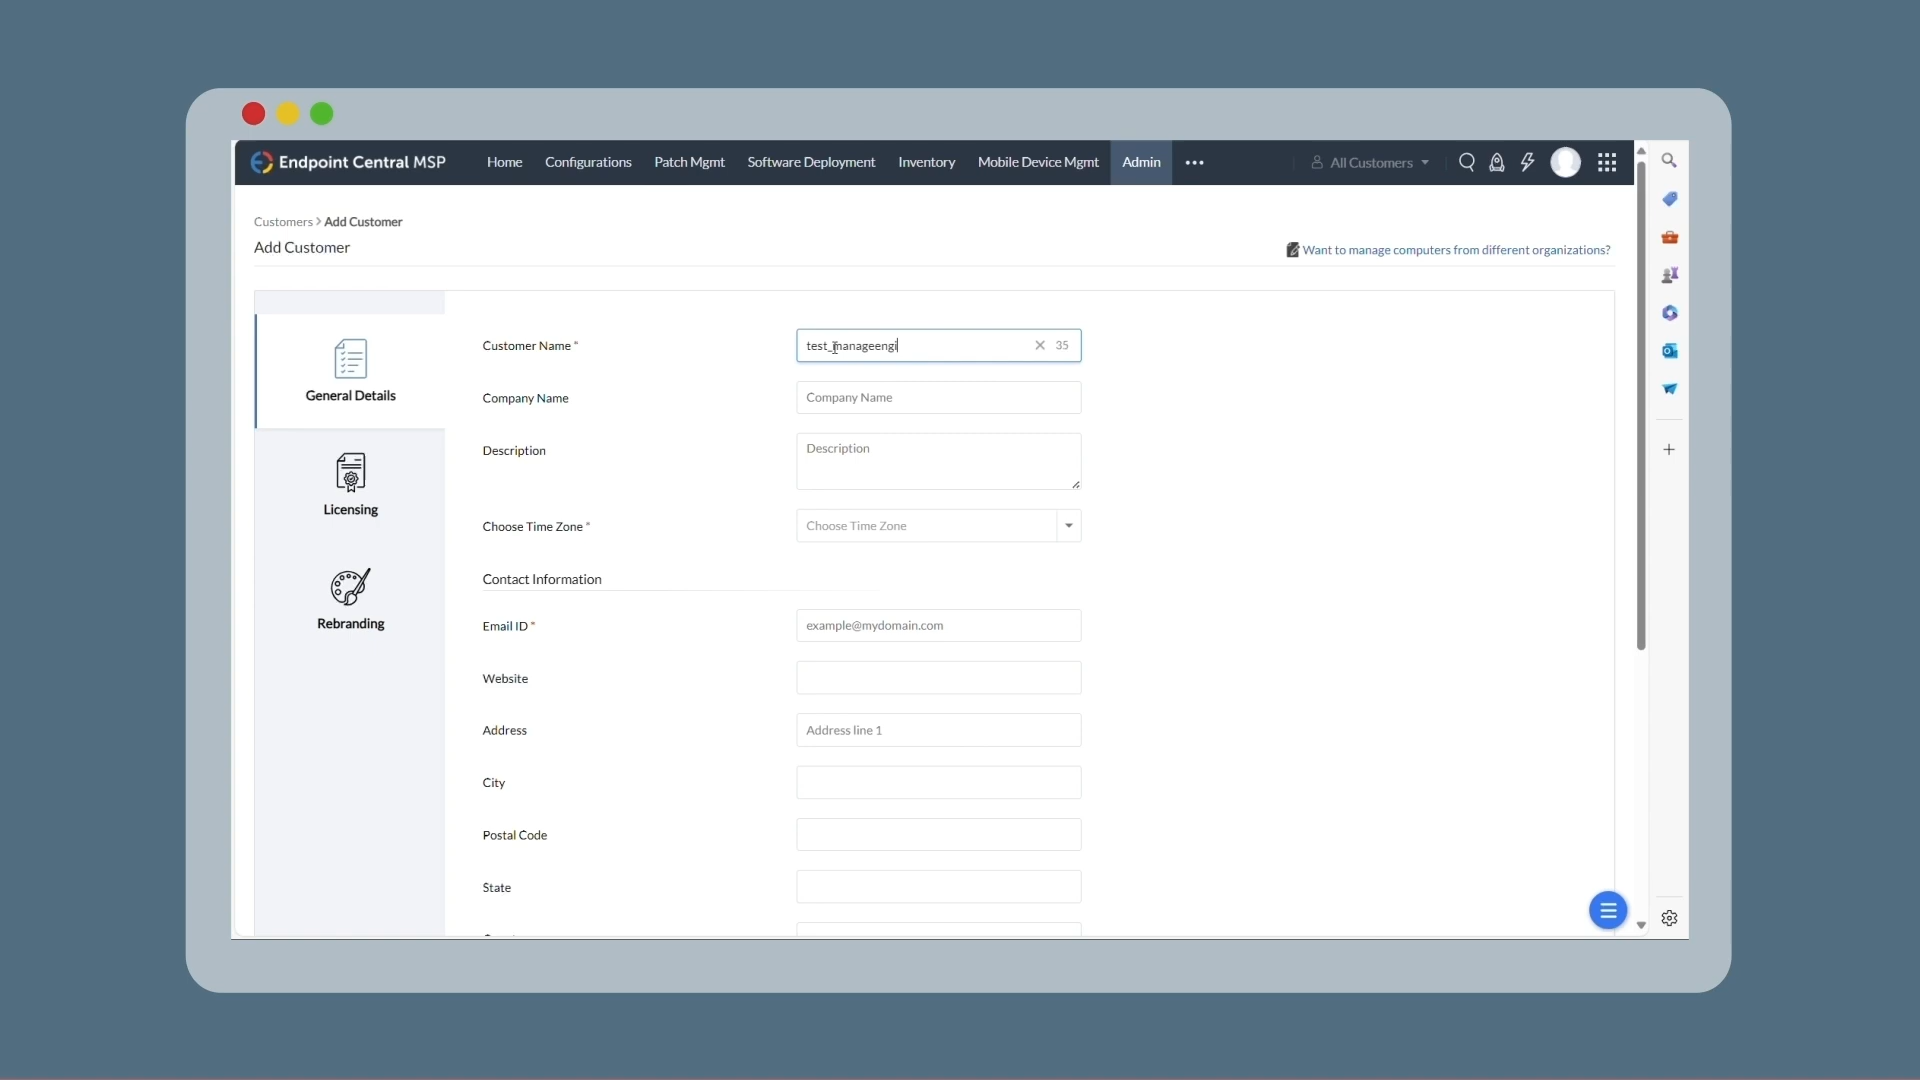 Endpoint Central MSP Home Configurations Patch Mgmt Software Deployment Inventory Mobile Device Mgmt Admin ••• All Customers
Customers > Add Customer
Add Customer
Want to manage computers from different organizations?
General Details
Licensing
Rebranding
Customer Name * test_manageengi 35
Company Name Company Name
Description Description
Choose Time Zone * Choose Time Zone
Contact Information
Email ID * example@mydomain.com
Website
Address Address line 1
City
Postal Code
State